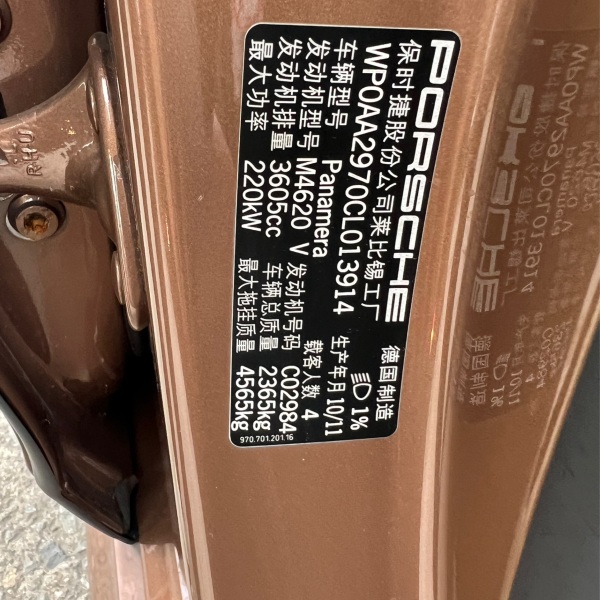 PORSCHE
保时捷股份公司莱比锡工厂 德国制造
WP0AA2970CL013914 1%
车辆型号 Panamera 生产年月 10/11
发动机型号 M4620 V 载客人数 4
发动机排量 3605cc 发动机号码 C02984
最大功率 220kW 车辆总质量 2365kg
最大拖挂质量 4565kg
970.701.201.16
RHU